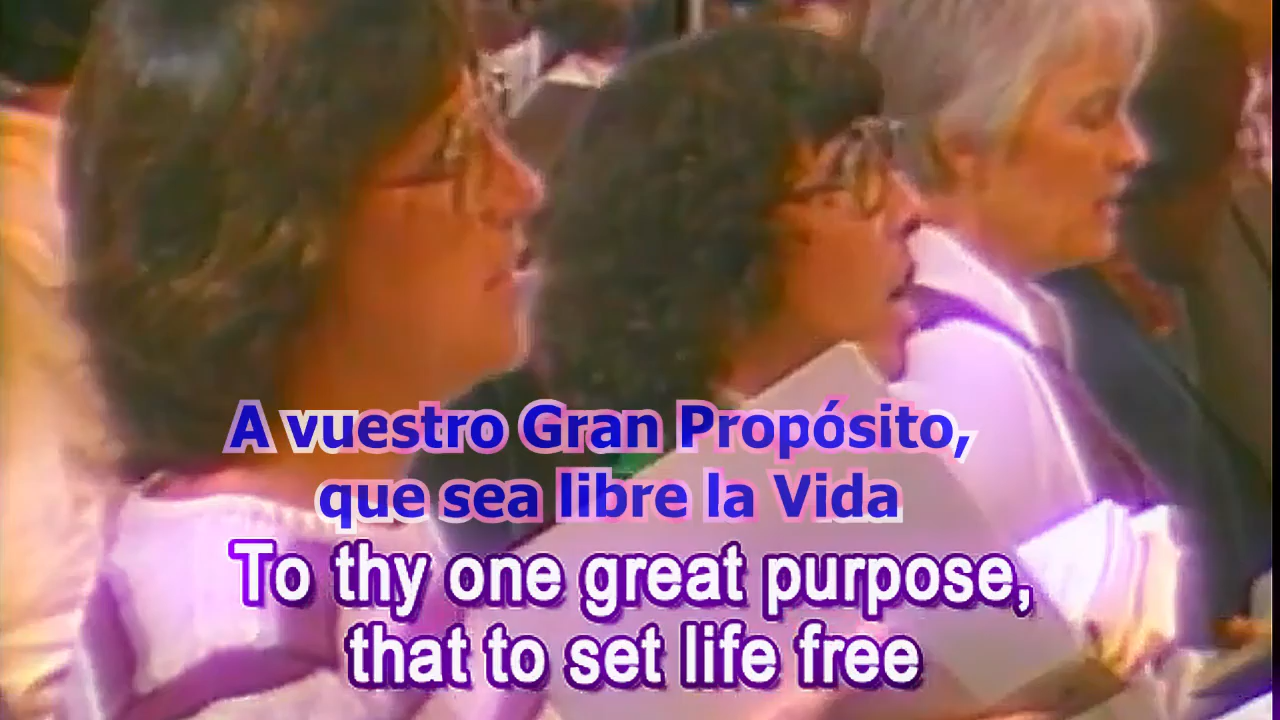 A vuestro Gran Propósito,
que sea libre la Vida
To thy one great purpose,
that to set life free